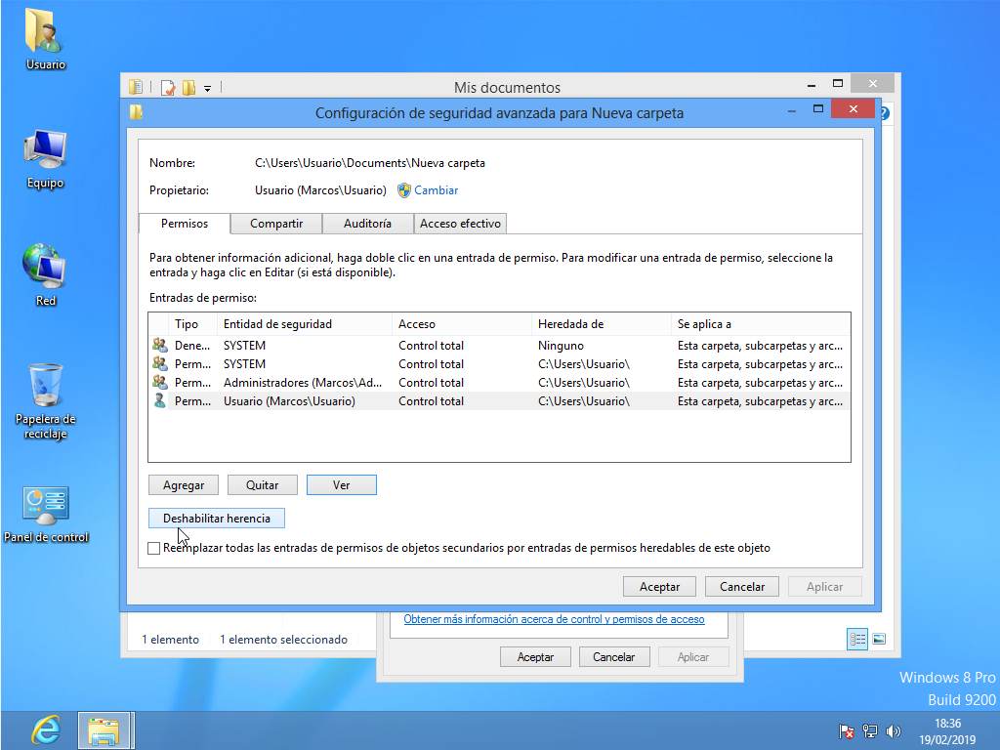 Usuario
Equipo
Red
Papelera de
reciclaje
Panel de control
Mis documentos
Configuración de seguridad avanzada para Nueva carpeta
Nombre: C:\Users\Usuario\Documents\Nueva carpeta
Propietario: Usuario (Marcos\Usuario) Cambiar
Permisos Compartir Auditoría Acceso efectivo
Para obtener información adicional, haga doble clic en una entrada de permiso. Para modificar una entrada de permiso, seleccione la
entrada y haga clic en Editar (si está disponible).
Entradas de permiso:
Tipo Entidad de seguridad Acceso Heredada de Se aplica a
Dene... SYSTEM Control total Ninguno Esta carpeta, subcarpetas y arc...
Perm... SYSTEM Control total C:\Users\Usuario\ Esta carpeta, subcarpetas y arc...
Perm... Administradores (Marcos\Ad... Control total C:\Users\Usuario\ Esta carpeta, subcarpetas y arc...
Perm... Usuario (Marcos\Usuario) Control total C:\Users\Usuario\ Esta carpeta, subcarpetas y arc...
Agregar Quitar Ver
Deshabilitar herencia
Reemplazar todas las entradas de permisos de objetos secundarios por entradas de permisos heredables de este objeto
Aceptar Cancelar Aplicar
Obtener más información acerca de control y permisos de acceso
1 elemento 1 elemento seleccionado
Aceptar Cancelar Aplicar
Windows 8 Pro
Build 9200
18:36
19/02/2019